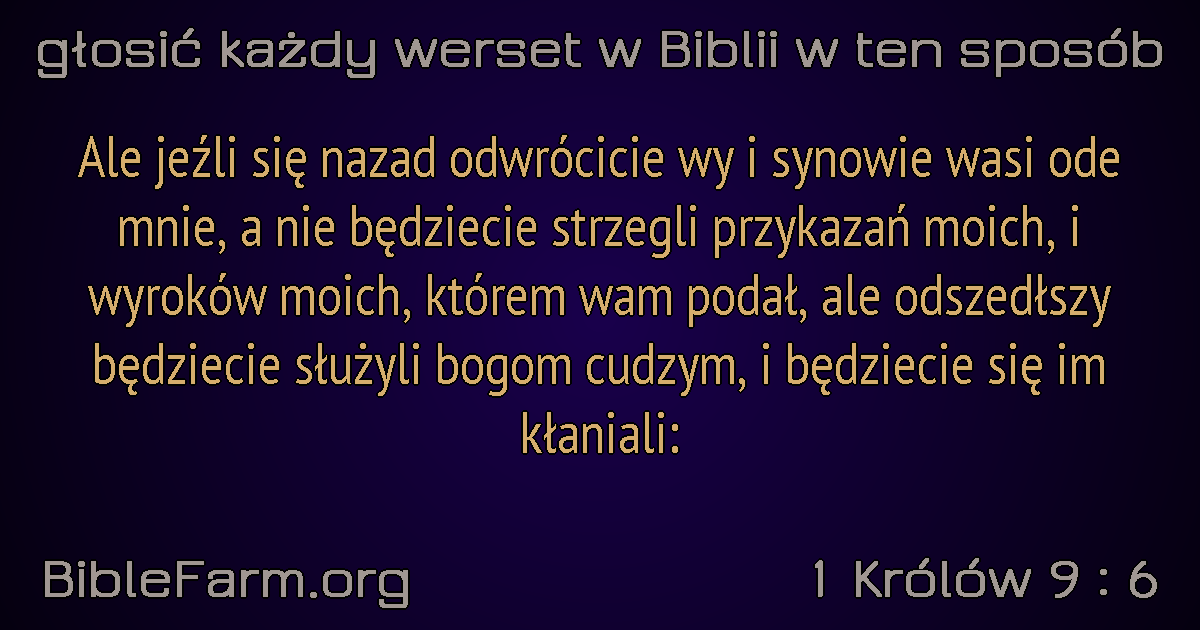 głosić każdy werset w Biblii w ten sposób
Ale jeźli się nazad odwrócicie wy i synowie wasi ode
mnie, a nie będziecie strzegli przykazań moich, i
wyroków moich, którem wam podał, ale odszedłszy
będziecie służyli bogom cudzym, i będziecie się im
kłaniali:
BibleFarm.org
1 Królów 9 : 6